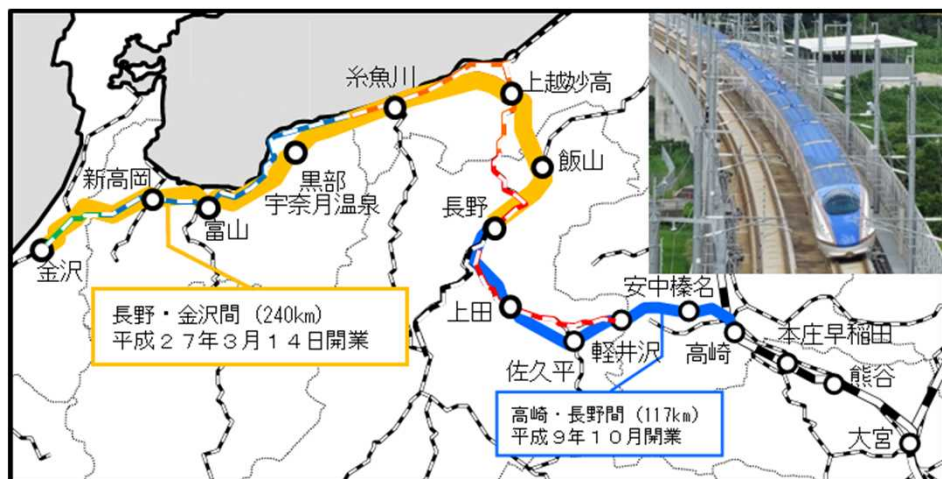 糸魚川
上越妙高
飯山
黒部
宇奈月温泉
新高岡
富山
金沢
長野
長野・金沢間（240km）
平成２７年３月１４日開業
上田
佐久平
軽井沢
安中榛名
高崎
本庄早稲田
熊谷
大宮
高崎・長野間（117km）
平成９年１０月開業